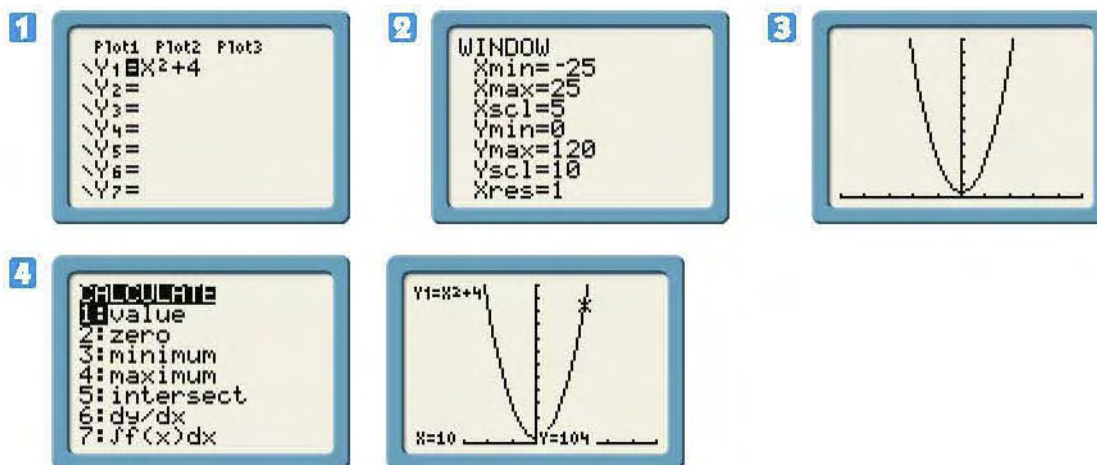 1
Plot1 Plot2 Plot3
\Y1=X²+4
\Y2=
\Y3=
\Y4=
\Y5=
\Y6=
\Y7=
2
WINDOW
Xmin=-25
Xmax=25
Xscl=5
Ymin=0
Ymax=120
Yscl=10
Xres=1
3
4
CALCULATE
1:value
2:zero
3:minimum
4:maximum
5:intersect
6:dy/dx
7:∫f(x)dx
Y1=X2+4
X=10 Y=104